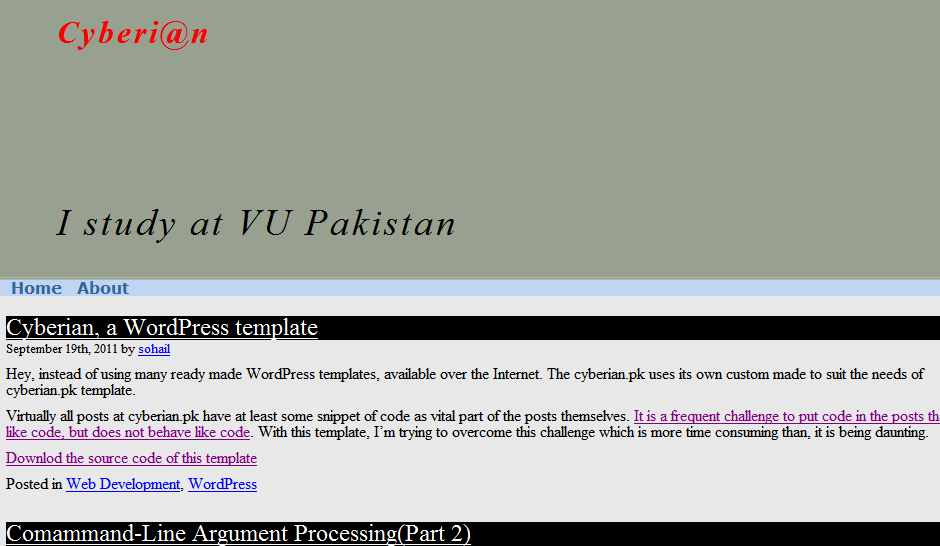 Cyberi@n
I study at VU Pakistan
Home About
Cyberian, a WordPress template
September 19th, 2011 by sohail
Hey, instead of using many ready made WordPress templates, available over the Internet. The cyberian.pk uses its own custom made to suit the needs of
cyberian.pk template.
Virtually all posts at cyberian.pk have at least some snippet of code as vital part of the posts themselves. It is a frequent challenge to put code in the posts
like code, but does not behave like code. With this template, I’m trying to overcome this challenge which is more time consuming than, it is being daunting.
Downlod the source code of this template
Posted in Web Development, WordPress
Comammand-Line Argument Processing(Part 2)